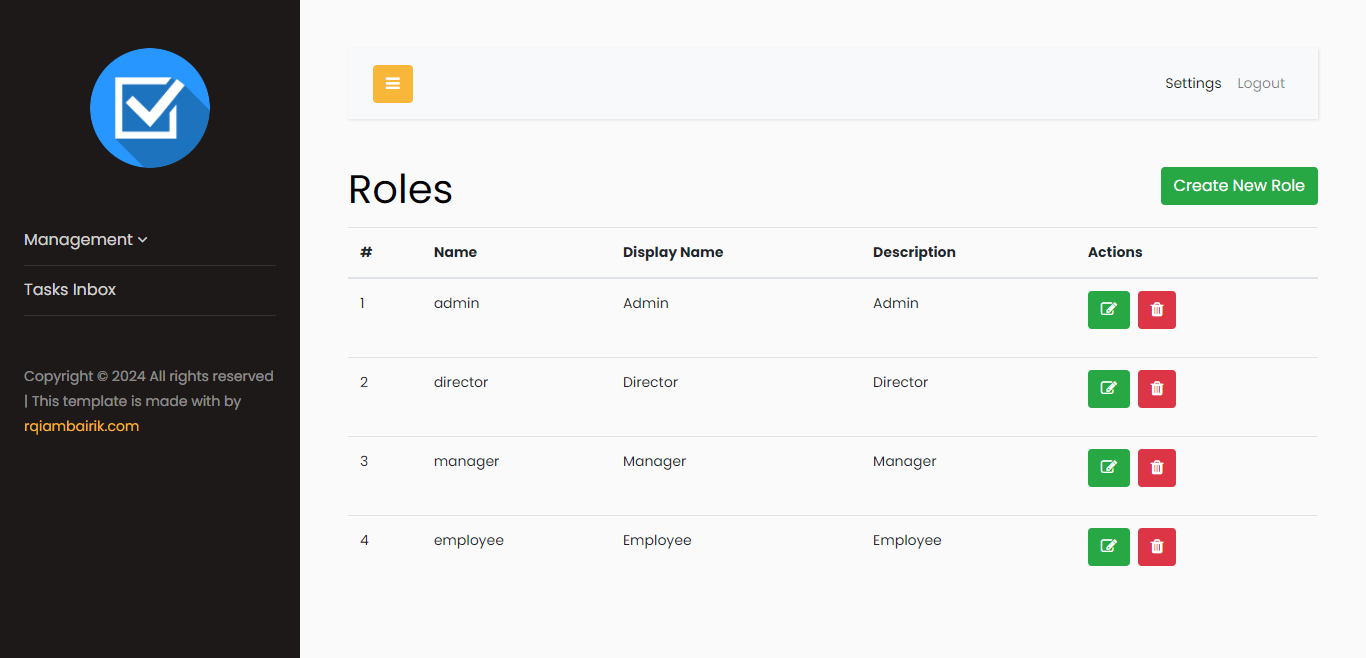 Settings Logout
Management
Tasks Inbox
Copyright © 2024 All rights reserved
| This template is made with by
rqiambairik.com
Roles
Create New Role
# Name Display Name Description Actions
1 admin Admin Admin
2 director Director Director
3 manager Manager Manager
4 employee Employee Employee